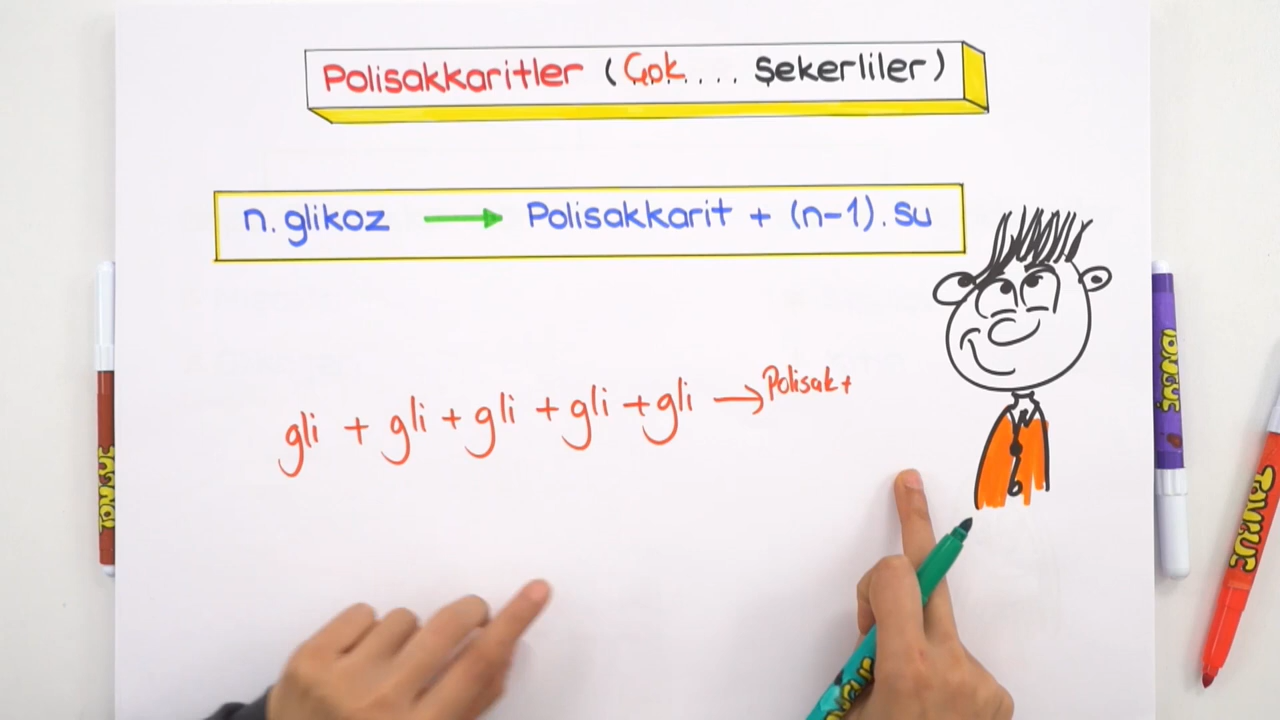 Polisakkaritler (Çok.... Şekerliler)
n. glikoz → Polisakkarit + (n-1). su
gli + gli + gli + gli + gli → Polisak +